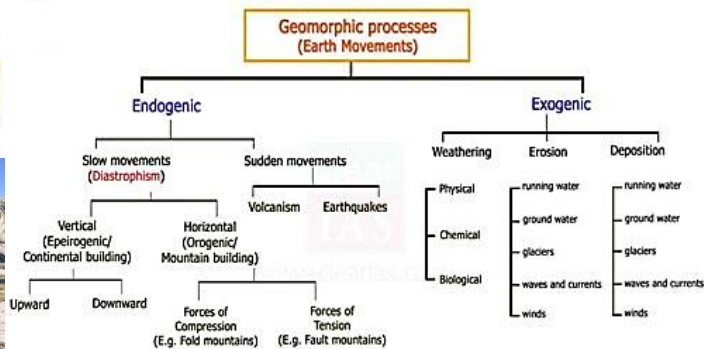 Geomorphic processes
(Earth Movements)
Endogenic
Exogenic
Slow movements
(Diastrophism)
Sudden movements
Weathering
Erosion
Deposition
Volcanism
Earthquakes
Vertical
(Epeirogenic/
Continental building)
Horizontal
(Orogenic/
Mountain building)
Upward
Downward
Forces of
Compression
(E.g. Fold mountains)
Forces of
Tension
(E.g. Fault mountains)
Physical
Chemical
Biological
running water
ground water
glaciers
waves and currents
winds
running water
ground water
glaciers
waves and currents
winds
IAS